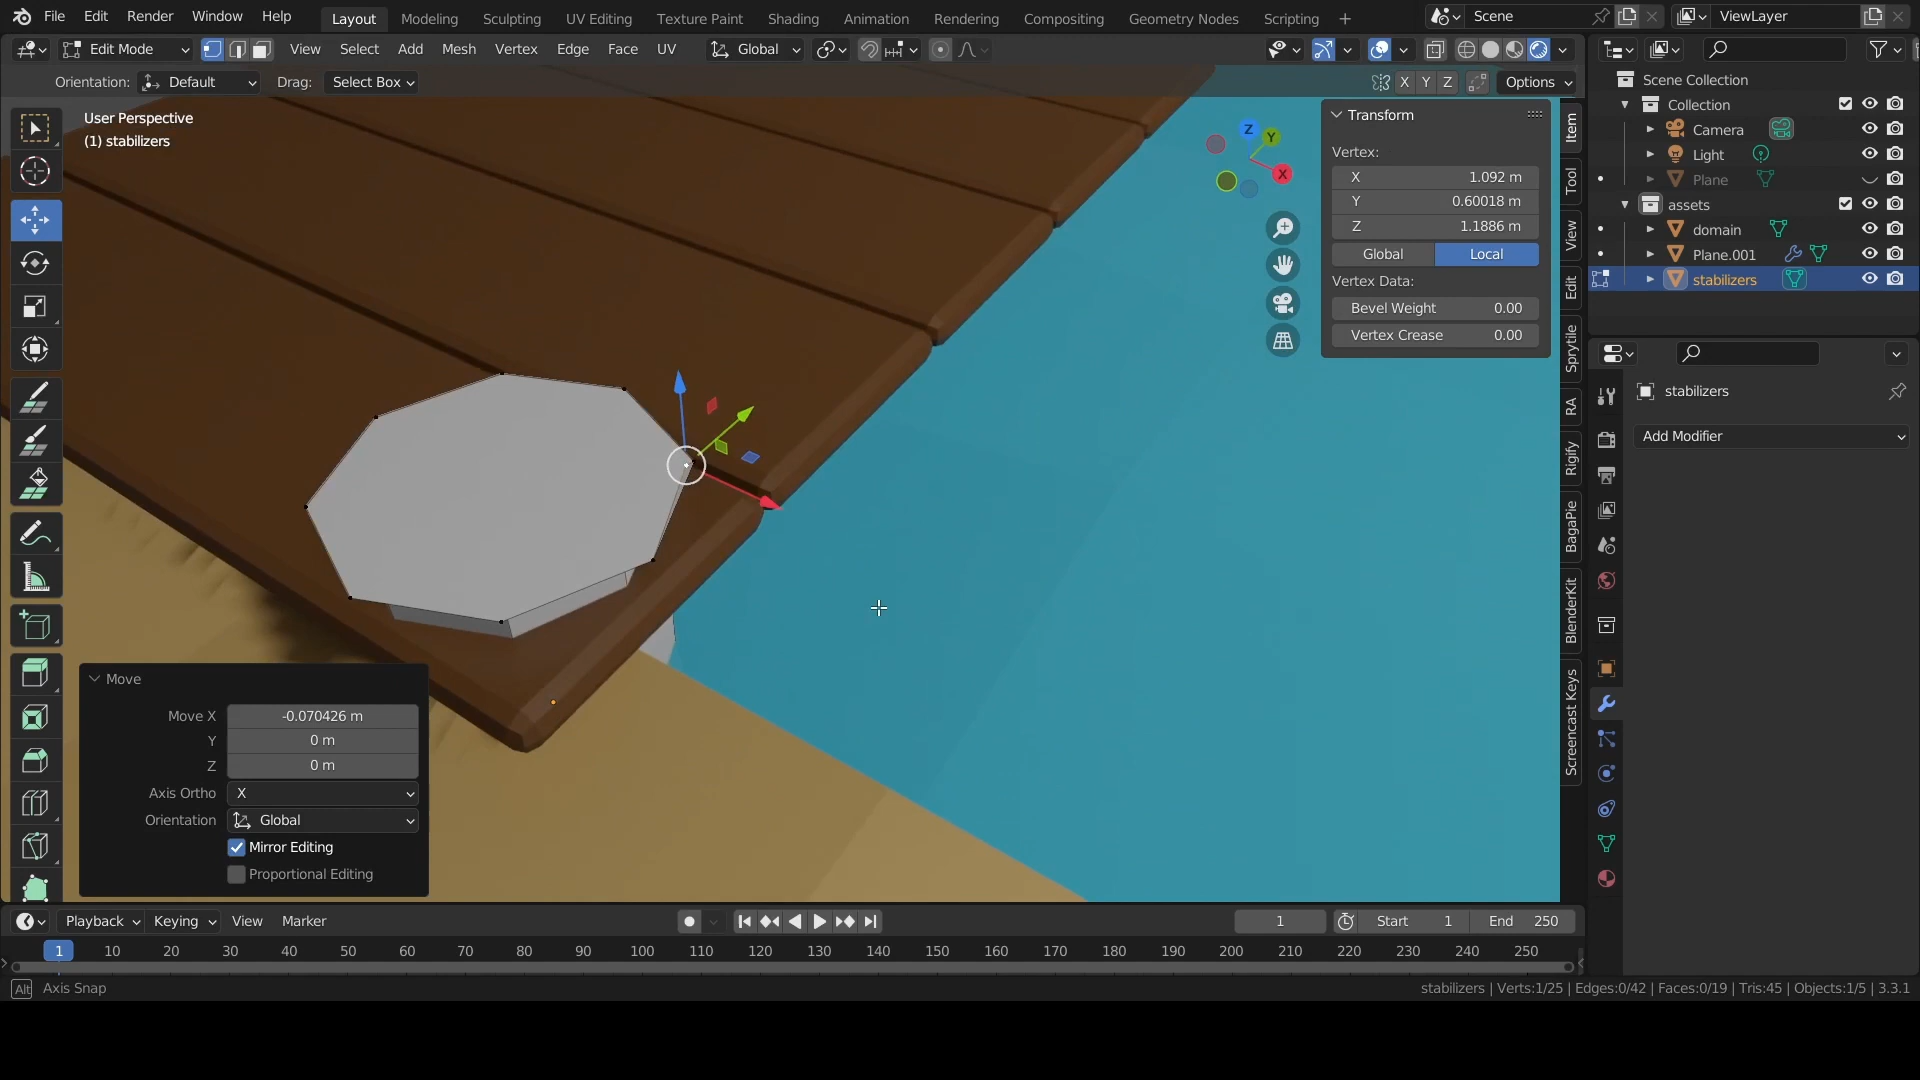 File Edit Render Window Help Layout Modeling Sculpting UV Editing Texture Paint Shading Animation Rendering Compositing Geometry Nodes Scripting + Scene ViewLayer
Edit Mode View Select Add Mesh Vertex Edge Face UV Global
Orientation: Default Drag: Select Box X Y Z Options
User Perspective
(1) stabilizers
Z
Y
X
Transform
Vertex:
X 1.092 m
Y 0.60018 m
Z 1.1886 m
Global Local
Vertex Data:
Bevel Weight 0.00
Vertex Crease 0.00
Item
Tool
View
Edit
Sprytile
RA
Rigify
BagaPie
BlenderKit
Screencast Keys
Scene Collection
Collection
Camera
Light
Plane
assets
domain
Plane.001
stabilizers
stabilizers
Add Modifier
Move
Move X -0.070426 m
Y 0 m
Z 0 m
Axis Ortho X
Orientation Global
Mirror Editing
Proportional Editing
Playback Keying View Marker 1 Start 1 End 250
1 10 20 30 40 50 60 70 80 90 100 110 120 130 140 150 160 170 180 190 200 210 220 230 240 250
Alt Axis Snap stabilizers | Verts:1/25 | Edges:0/42 | Faces:0/19 | Tris:45 | Objects:1/5 | 3.3.1